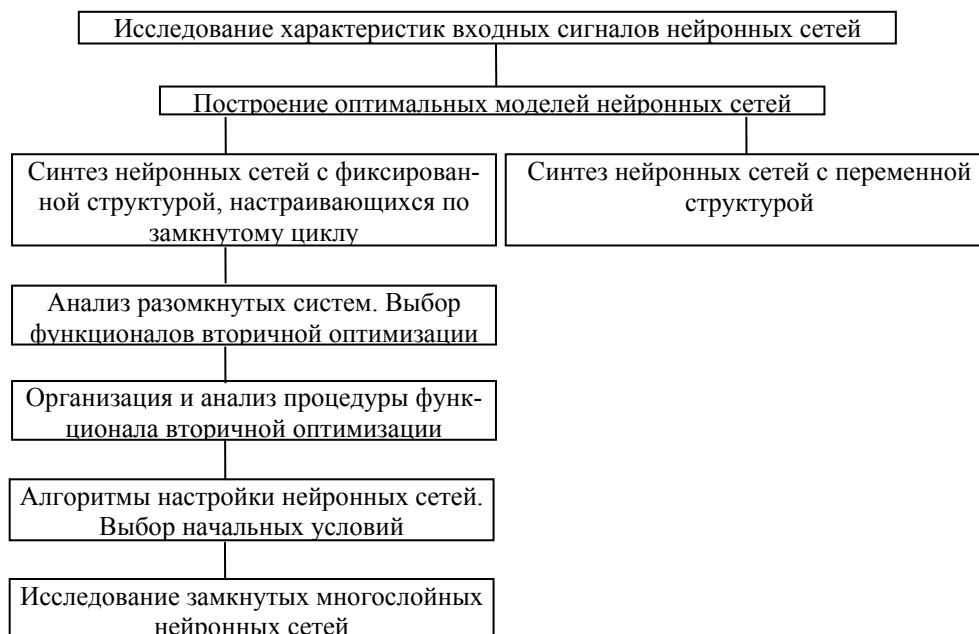 Исследование характеристик входных сигналов нейронных сетей
Построение оптимальных моделей нейронных сетей
Синтез нейронных сетей с фиксирован-
ной структурой, настраивающихся по
замкнутому циклу
Синтез нейронных сетей с переменной
структурой
Анализ разомкнутых систем. Выбор
функционалов вторичной оптимизации
Организация и анализ процедуры функ-
ционала вторичной оптимизации
Алгоритмы настройки нейронных сетей.
Выбор начальных условий
Исследование замкнутых многослойных
нейронных сетей